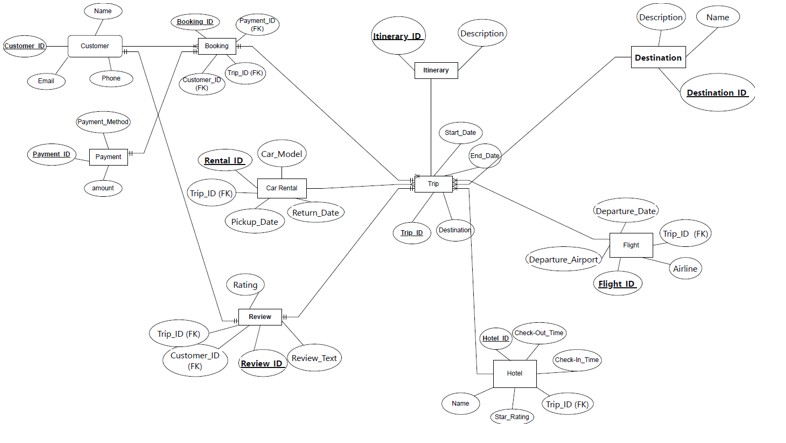 Name
Customer_ID
Customer
Email
Phone
Booking_ID
Payment_ID
(FK)
Booking
Customer_ID
(FK)
Trip_ID (FK)
Itinerary_ID
Description
Itinerary
Description
Name
Destination
Destination_ID
Payment_Method
Payment_ID
Payment
amount
Rental_ID
Car_Model
Trip_ID (FK)
Car Rental
Pickup_Date
Return_Date
Start_Date
End_Date
Trip
Trip_ID
Destination
Departure_Date
Trip_ID (FK)
Flight
Departure_Airport
Airline
Flight_ID
Rating
Review
Trip_ID (FK)
Customer_ID
(FK)
Review_ID
Review_Text
Hotel_ID
Check-Out_Time
Check-In_Time
Hotel
Name
Star_Rating
Trip_ID (FK)